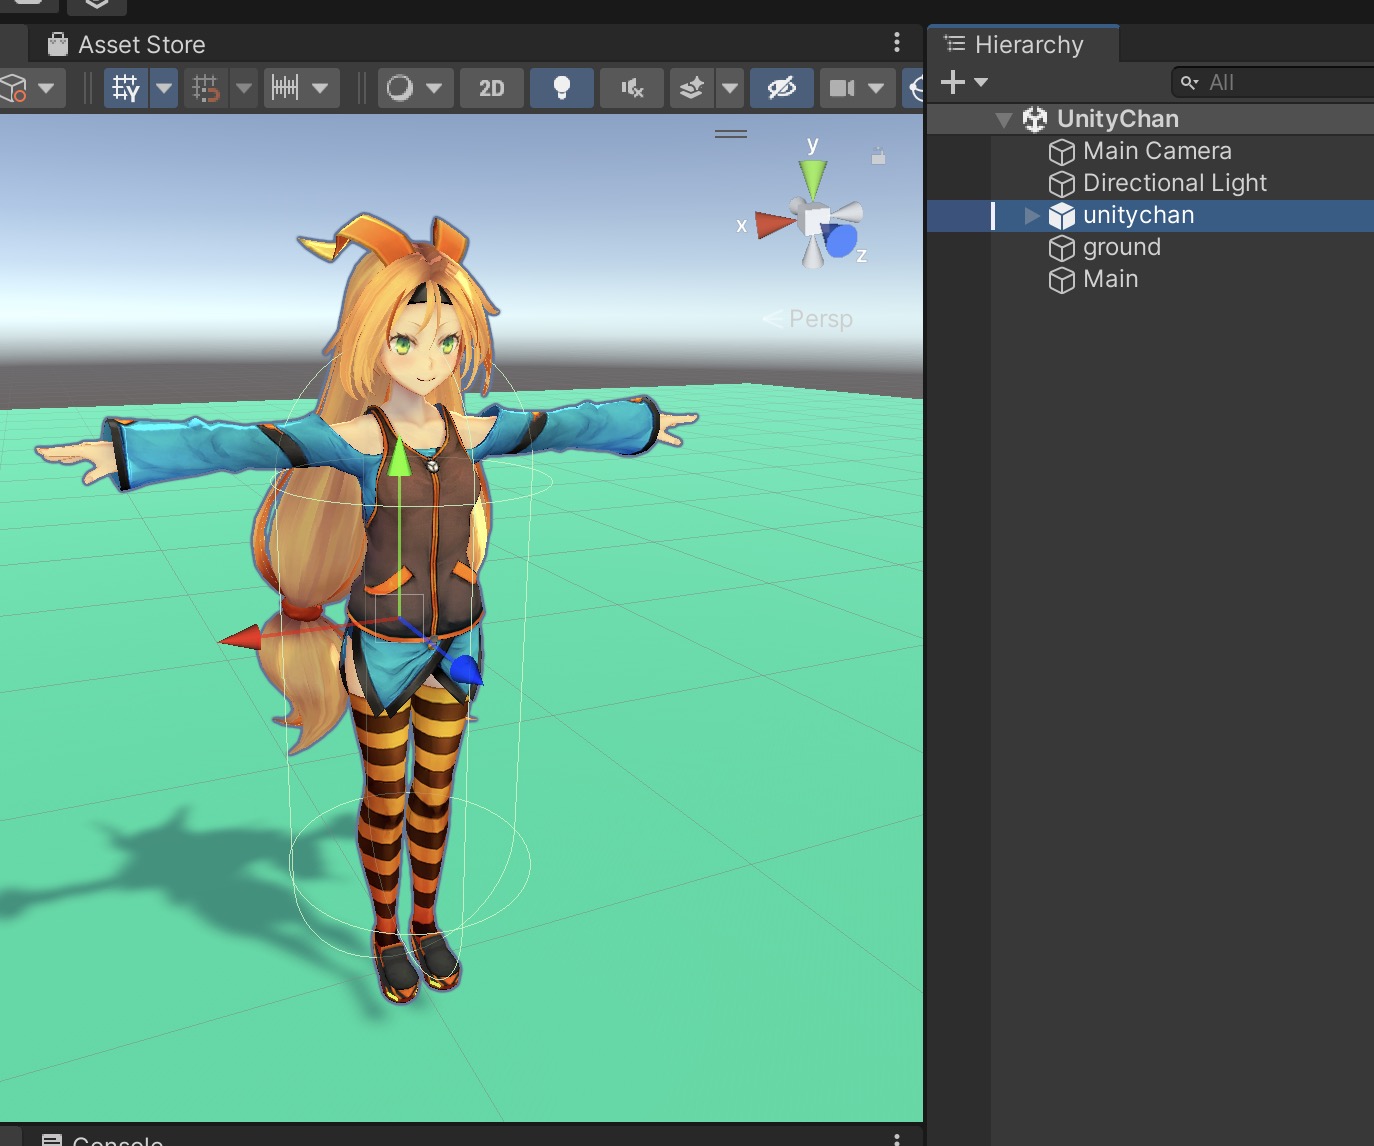 Asset Store
Hierarchy
2D
All
UnityChan
Main Camera
Directional Light
unitychan
ground
Main
y
x
z
Persp
Console